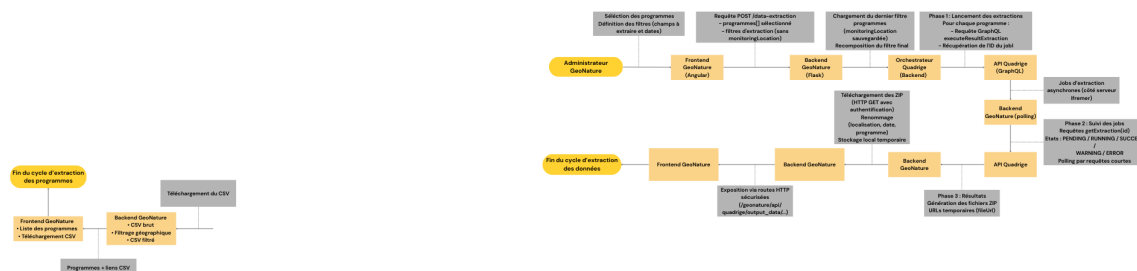 Séléction des programmes
Définition des filtres (champs à
extraire et dates)
Requête POST /data-extraction
- programmes[] sélectionné
- filtres d'extraction (sans
monitoringLocation)
Chargement du dernier filtre
programmes
(monitoringLocation
sauvegardée)
Recomposition du filtre final
Phase 1 : Lancement des extractions
Pour chaque programme :
- Requête GraphQL
executeResultExtraction
- Récupération de l'ID du job
Administrateur
GeoNature
Frontend
GeoNature
(Angular)
Backend
GeoNature
(Flask)
Orchestrateur
Quadrige
(Backend)
API Quadrige
(GraphQL)
Jobs d'extraction
asynchrones (côté serveur
Ifremer)
Téléchargement des ZIP
(HTTP GET avec
authentification)
Renommage
(localisation, date,
programme)
Stockage local temporaire
Backend
GeoNature (polling)
Phase 2 : Suivi des jobs
Requêtes getExtraction(id)
Etats : PENDING / RUNNING / SUCCE
/
WARNING / ERROR
Polling par requêtes courtes
Fin du cycle d'extraction
des données
Frontend GeoNature
Backend GeoNature
Backend
GeoNature
API Quadrige
Exposition via routes HTTP
sécurisées
(/geonature/api/
quadrige/output_data/...)
Phase 3 : Résultats
Génération des fichiers ZIP
URLs temporaires (fileUrl)
Fin du cycle d'extraction
des programmes
Téléchargement du CSV
Frontend GeoNature
• Liste des programmes
• Téléchargement CSV
Backend GeoNature
• CSV brut
• Filtrage géographique
• CSV filtré
Programmes + liens CSV